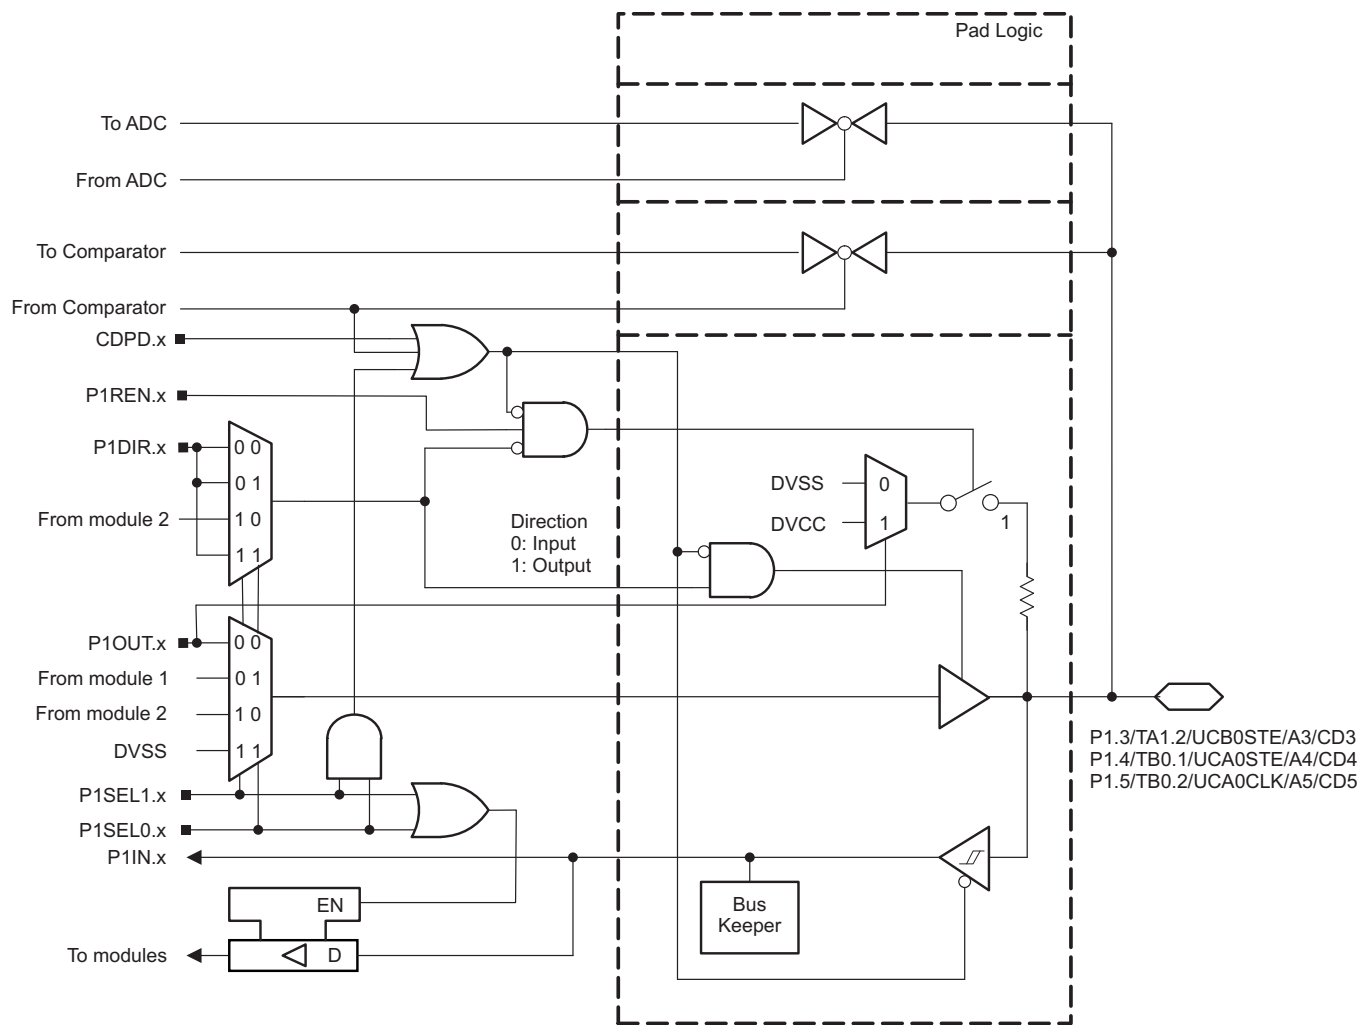 Pad Logic
To ADC
From ADC
To Comparator
From Comparator
CDPD.x
P1REN.x
P1DIR.x
0 0
0 1
From module 2
1 0
1 1
Direction
0: Input
1: Output
DVSS
0
DVCC
1
1
P1OUT.x
0 0
From module 1
0 1
From module 2
1 0
DVSS
1 1
P1.3/TA1.2/UCB0STE/A3/CD3
P1.4/TB0.1/UCA0STE/A4/CD4
P1.5/TB0.2/UCA0CLK/A5/CD5
P1SEL1.x
P1SEL0.x
P1IN.x
Bus
Keeper
EN
To modules
D